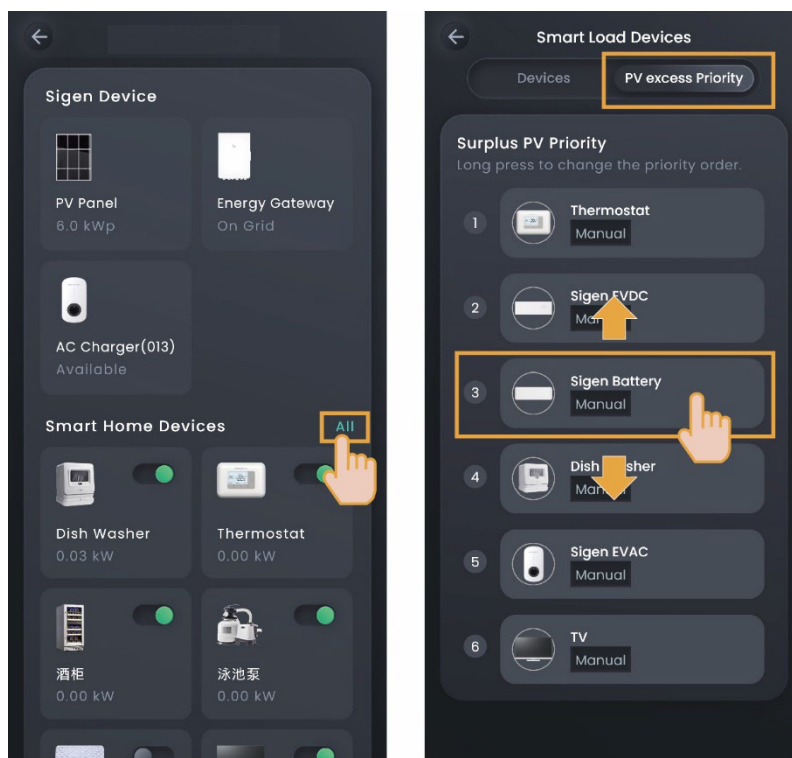 Sigen Device
PV Panel
6.0 kWp
Energy Gateway
On Grid
AC Charger(013)
Available
Smart Home Devices
All
Dish Washer
0.03 kW
Thermostat
0.00 kW
酒柜
0.00 kW
泳池泵
0.00 kW
Smart Load Devices
Devices
PV excess Priority
Surplus PV Priority
Long press to change the priority order.
1
Thermostat
Manual
2
Sigen EVDC
3
Sigen Battery
Manual
4
Dish
5
Sigen EVAC
Manual
6
TV
Manual